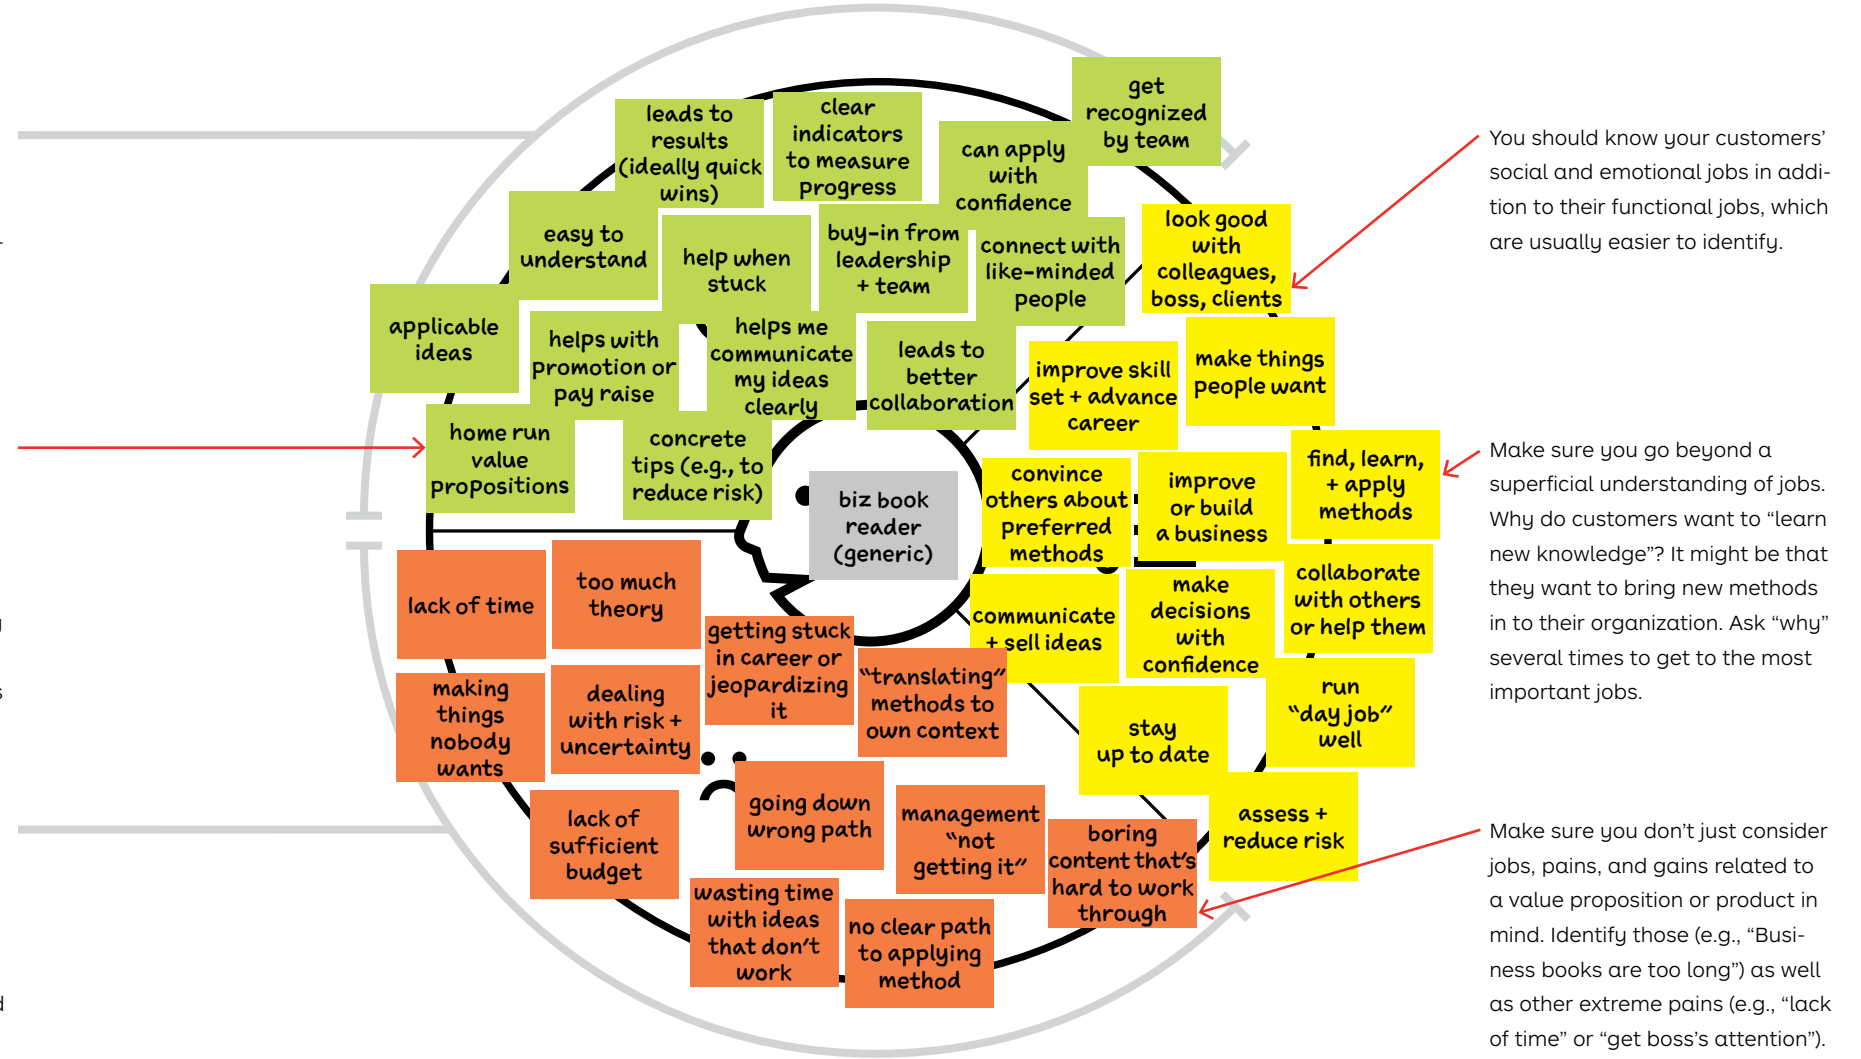 get
recognized
by team
leads to
results
(ideally quick
wins)
clear
indicators
to measure
progress
can apply
with
confidence
easy to
understand
help when
stuck
buy-in from
leadership
+ team
connect with
like-minded
people
applicable
ideas
helps with
promotion or
pay raise
helps me
communicate
my ideas
clearly
leads to
better
collaboration
home run
value
propositions
concrete
tips (e.g., to
reduce risk)
biz book
reader
(generic)
look good
with
colleagues,
boss, clients
make things
people want
improve skill
set + advance
career
convince
others about
preferred
methods
improve
or build
a business
find, learn,
+ apply
methods
communicate
+ sell ideas
make
decisions
with
confidence
collaborate
with others
or help them
run
“day job”
well
stay
up to date
assess +
reduce risk
lack of time
too much
theory
getting stuck
in career or
jeopardizing
it
“translating”
methods to
own context
making
things
nobody
wants
dealing
with risk +
uncertainty
going down
wrong path
lack of
sufficient
budget
management
“not
getting it”
boring
content that’s
hard to work
through
wasting time
with ideas
that don’t
work
no clear path
to applying
method
You should know your customers’
social and emotional jobs in addi-
tion to their functional jobs, which
are usually easier to identify.
Make sure you go beyond a
superficial understanding of jobs.
Why do customers want to “learn
new knowledge”? It might be that
they want to bring new methods
in to their organization. Ask “why”
several times to get to the most
important jobs.
Make sure you don’t just consider
jobs, pains, and gains related to
a value proposition or product in
mind. Identify those (e.g., “Busi-
ness books are too long”) as well
as other extreme pains (e.g., “lack
of time” or “get boss’s attention”).